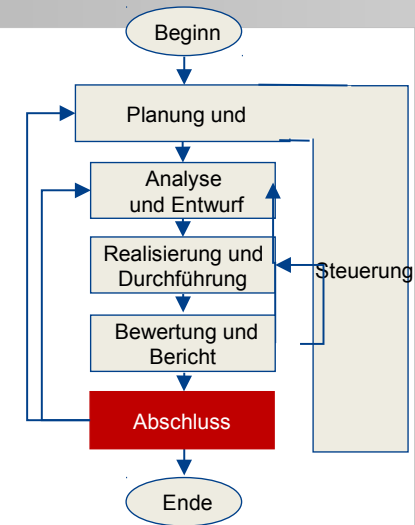 Beginn
Planung und
Analyse
und Entwurf
Realisierung und
Durchführung
Steuerung
Bewertung und
Bericht
Abschluss
Ende